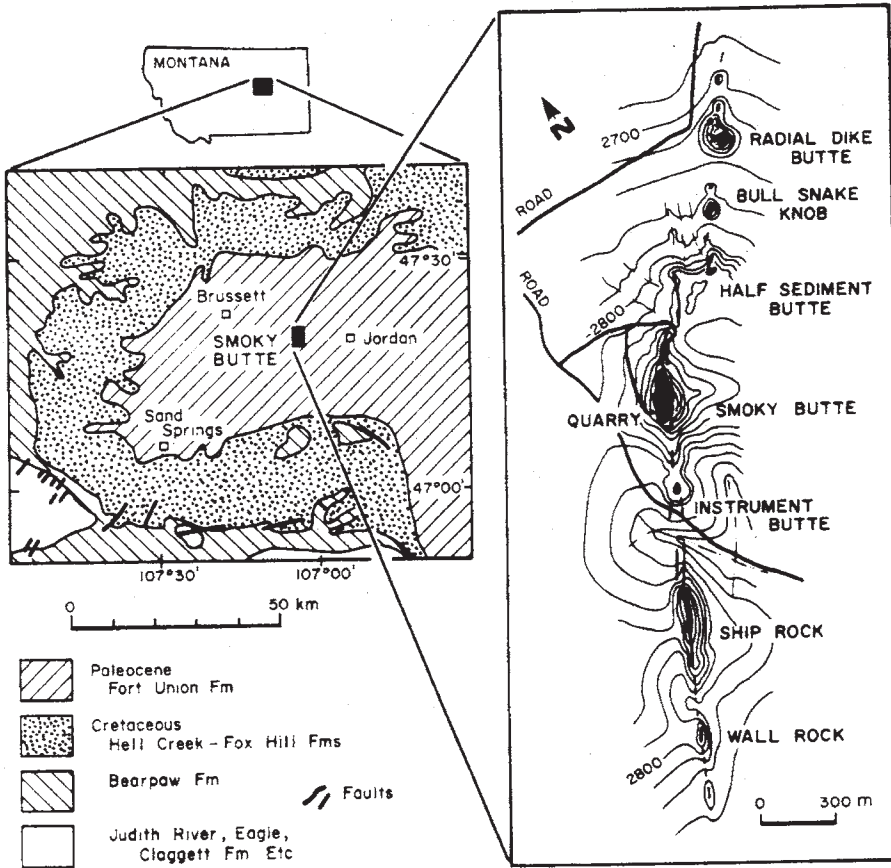 MONTANA
47°30'
Brussett
SMOKY
BUTTE
Jordan
Sand
Springs
47°00'
107°30'
107°00'
0 50 km
Paleocene
Fort Union Fm
Cretaceous
Hell Creek - Fox Hill Fms
Bearpaw Fm
Faults
Judith River, Eagle,
Claggett Fm Etc
N
2700
RADIAL DIKE
BUTTE
ROAD
BULL SNAKE
KNOB
ROAD
HALF SEDIMENT
BUTTE
2800
QUARRY
SMOKY BUTTE
INSTRUMENT
BUTTE
SHIP ROCK
WALL ROCK
2800
0 300 m